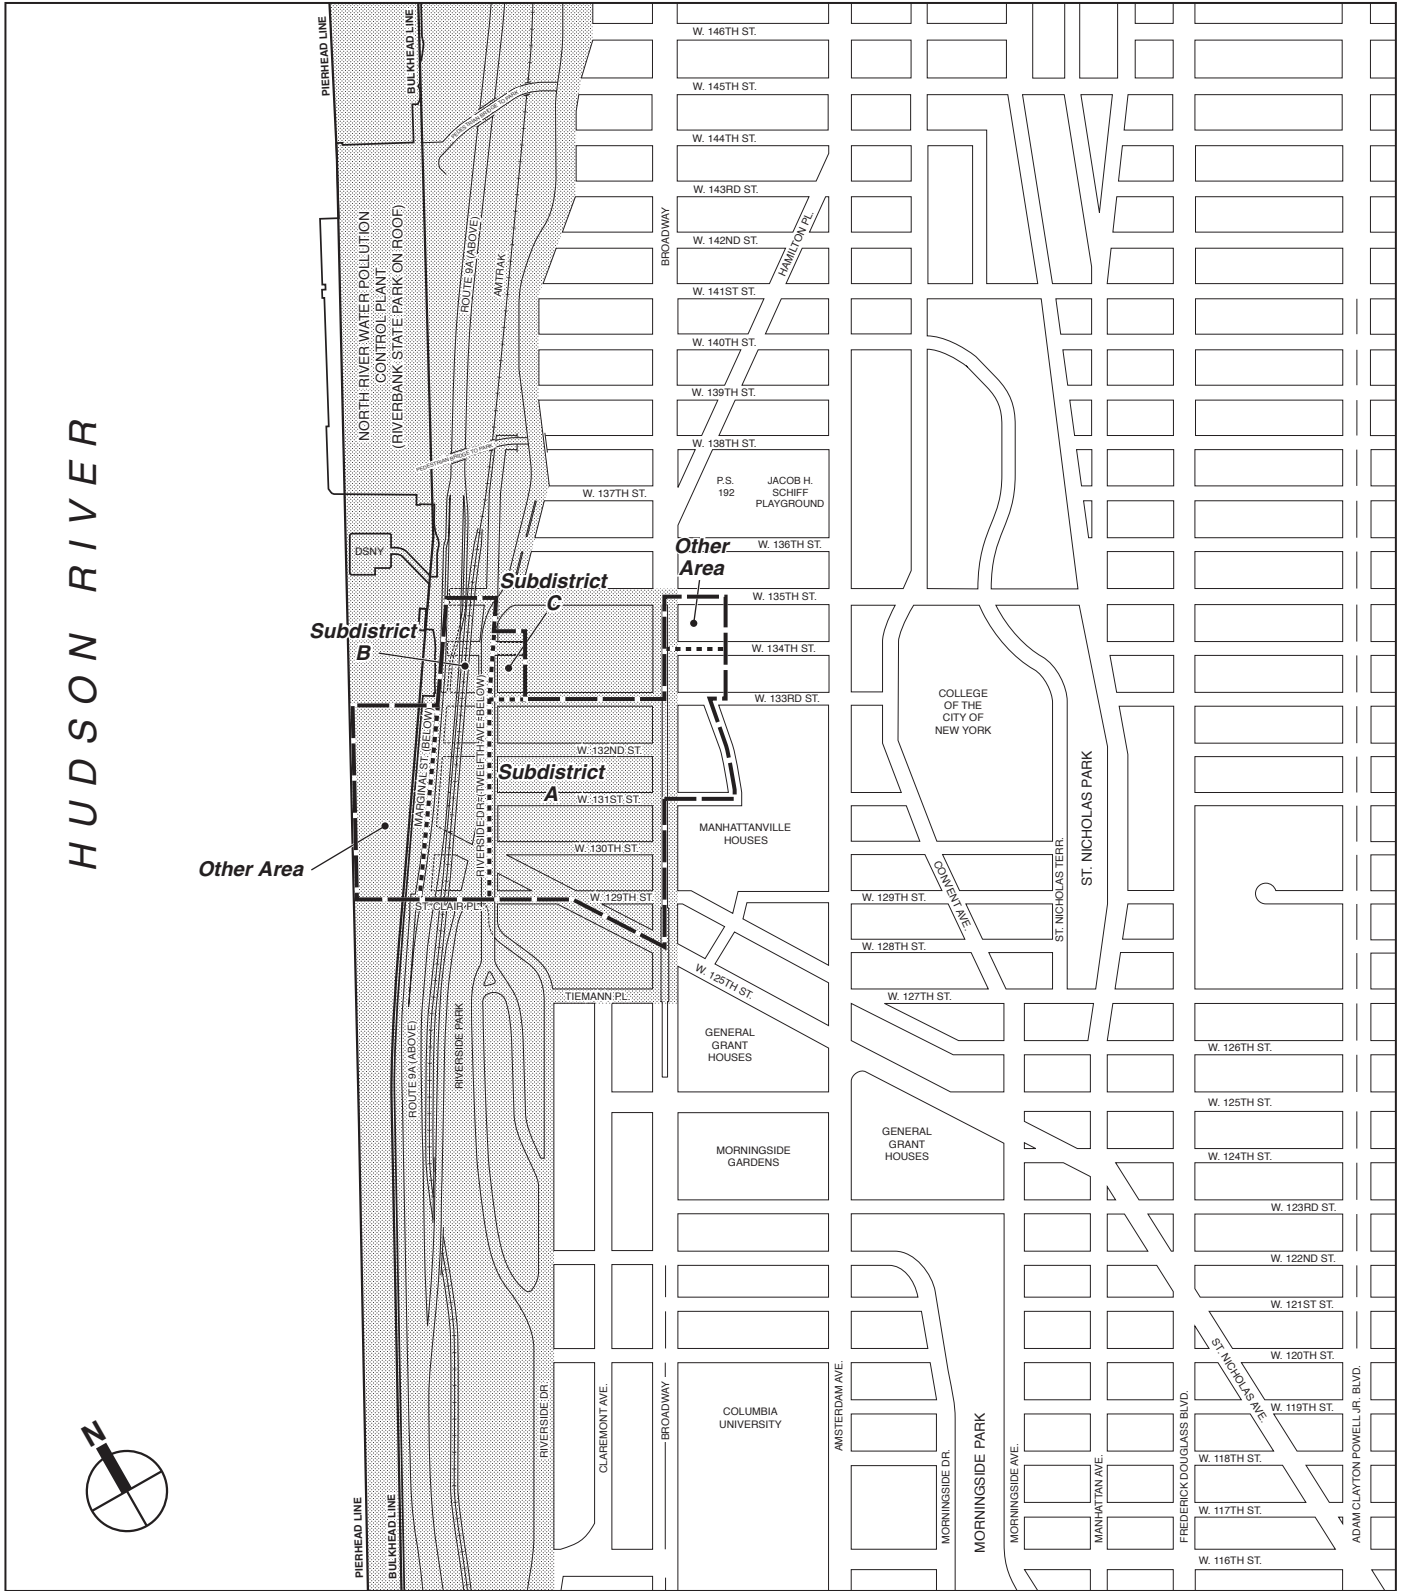 PIERHEAD LINE
BULKHEAD LINE
W. 146TH ST.
W. 145TH ST.
PEDESTRIAN BRIDGE TO PARK
W. 144TH ST.
W. 143RD ST.
BROADWAY
HAMILTON PL.
W. 142ND ST.
NORTH RIVER WATER POLLUTION
CONTROL PLANT
(RIVERBANK STATE PARK ON ROOF)
ROUTE 9A (ABOVE)
AMTRAK
W. 141ST ST.
W. 140TH ST.
W. 139TH ST.
W. 138TH ST.
PEDESTRIAN BRIDGE TO PARK
HUDSON RIVER
P.S.
192
JACOB H.
SCHIFF
PLAYGROUND
W. 137TH ST.
W. 136TH ST.
DSNY
Other
Area
Subdistrict
C
W. 135TH ST.
Subdistrict
B
W. 134TH ST.
W. 133RD ST.
COLLEGE
OF THE
CITY OF
NEW YORK
MARGINAL ST. (BELOW)
RIVERSIDE DR. (TWELFTH AVE. BELOW)
W. 132ND ST.
Subdistrict
A
W. 131ST ST.
ST. NICHOLAS PARK
MANHATTANVILLE
HOUSES
W. 130TH ST.
Other Area
CONVENT AVE.
ST. NICHOLAS TERR.
W. 129TH ST.
W. 129TH ST.
ST. CLAIR PL.
W. 128TH ST.
W. 125TH ST.
TIEMANN PL.
W. 127TH ST.
ROUTE 9A (ABOVE)
RIVERSIDE PARK
GENERAL
GRANT
HOUSES
W. 126TH ST.
W. 125TH ST.
GENERAL
GRANT
HOUSES
MORNINGSIDE
GARDENS
W. 124TH ST.
W. 123RD ST.
W. 122ND ST.
W. 121ST ST.
ST. NICHOLAS AVE.
W. 120TH ST.
RIVERSIDE DR.
CLAREMONT AVE.
BROADWAY
COLUMBIA
UNIVERSITY
AMSTERDAM AVE.
W. 119TH ST.
N
MORNINGSIDE DR.
MORNINGSIDE PARK
MORNINGSIDE AVE.
MANHATTAN AVE.
FREDERICK DOUGLASS BLVD.
ADAM CLAYTON POWELL JR. BLVD.
W. 118TH ST.
W. 117TH ST.
W. 116TH ST.
PIERHEAD LINE
BULKHEAD LINE